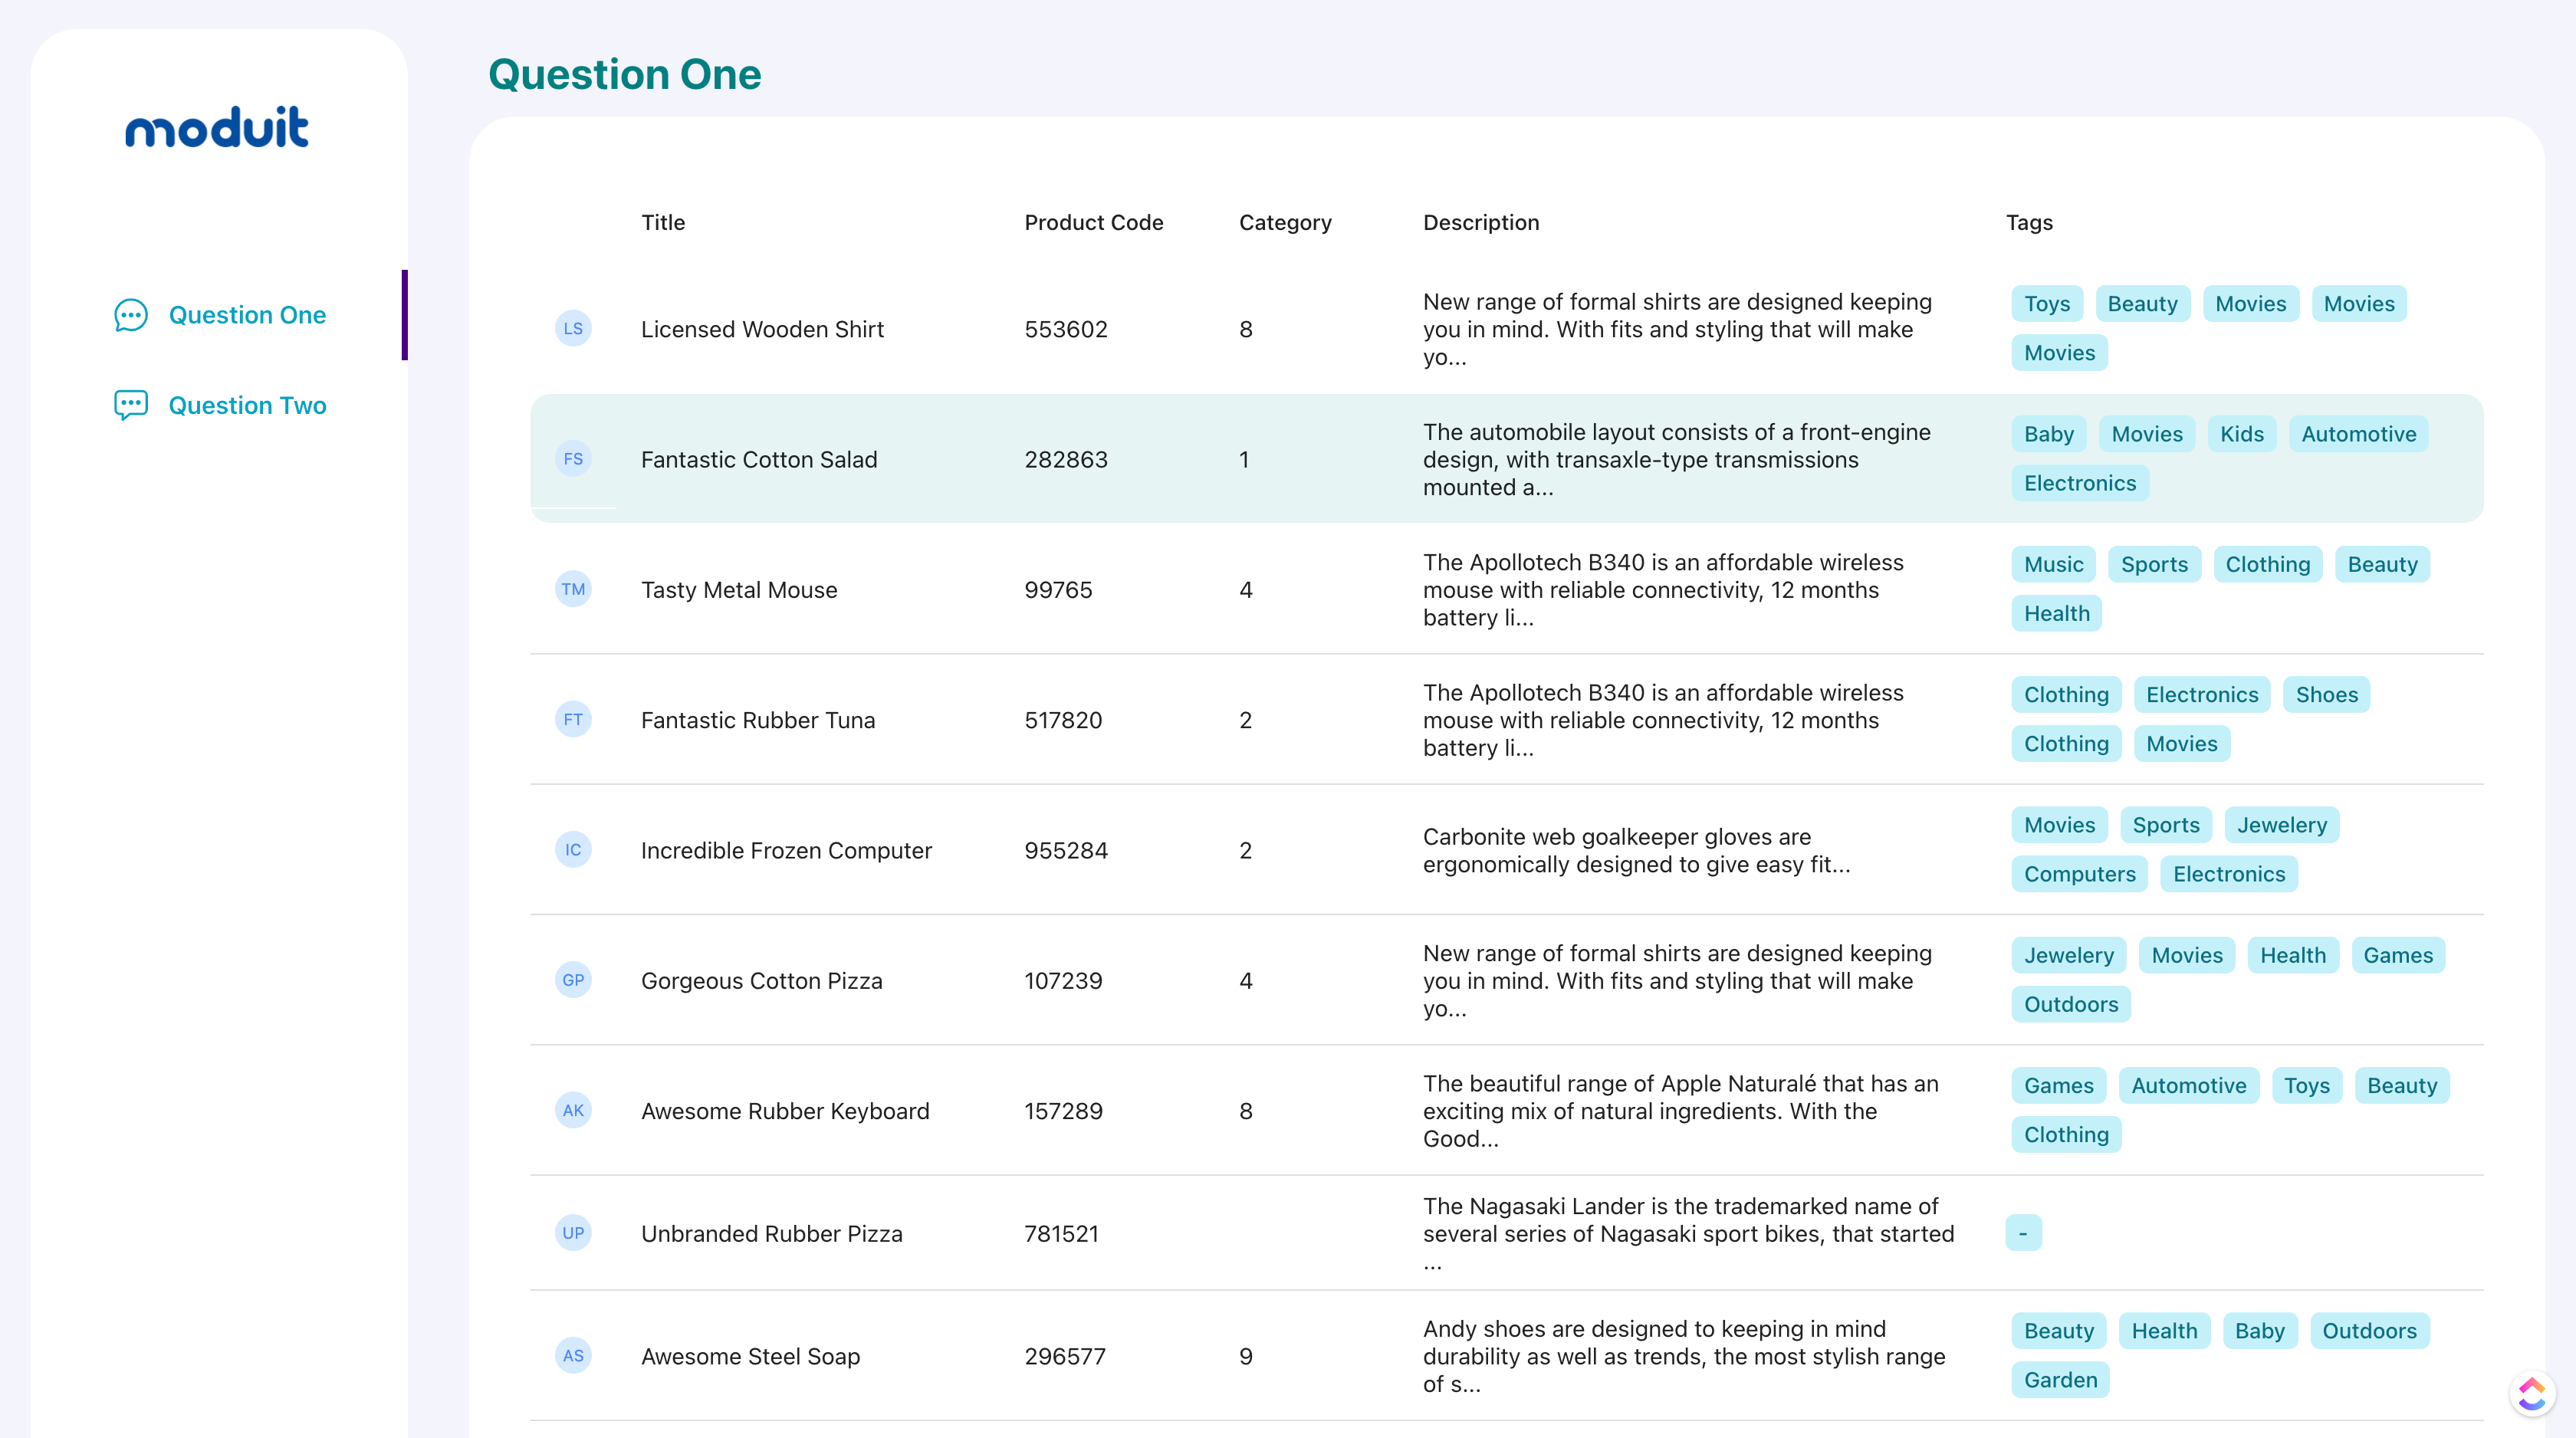 moduit
Question One
Question Two
Question One
Title Product Code Category Description Tags
LS Licensed Wooden Shirt 553602 8
New range of formal shirts are designed keeping
you in mind. With fits and styling that will make
yo...
Toys Beauty Movies Movies
Movies
FS Fantastic Cotton Salad 282863 1
The automobile layout consists of a front-engine
design, with transaxle-type transmissions
mounted a...
Baby Movies Kids Automotive
Electronics
TM Tasty Metal Mouse 99765 4
The Apollotech B340 is an affordable wireless
mouse with reliable connectivity, 12 months
battery li...
Music Sports Clothing Beauty
Health
FT Fantastic Rubber Tuna 517820 2
The Apollotech B340 is an affordable wireless
mouse with reliable connectivity, 12 months
battery li...
Clothing Electronics Shoes
Clothing Movies
IC Incredible Frozen Computer 955284 2
Carbonite web goalkeeper gloves are
ergonomically designed to give easy fit...
Movies Sports Jewelery
Computers Electronics
GP Gorgeous Cotton Pizza 107239 4
New range of formal shirts are designed keeping
you in mind. With fits and styling that will make
yo...
Jewelery Movies Health Games
Outdoors
AK Awesome Rubber Keyboard 157289 8
The beautiful range of Apple Naturalé that has an
exciting mix of natural ingredients. With the
Good...
Games Automotive Toys Beauty
Clothing
UP Unbranded Rubber Pizza 781521
The Nagasaki Lander is the trademarked name of
several series of Nagasaki sport bikes, that started
...
-
AS Awesome Steel Soap 296577 9
Andy shoes are designed to keeping in mind
durability as well as trends, the most stylish range
of s...
Beauty Health Baby Outdoors
Garden